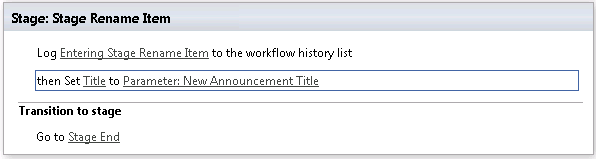 Stage: Stage Rename Item
Log Entering Stage Rename Item to the workflow history list
then Set Title to Parameter: New Announcement Title
Transition to stage
Go to Stage End